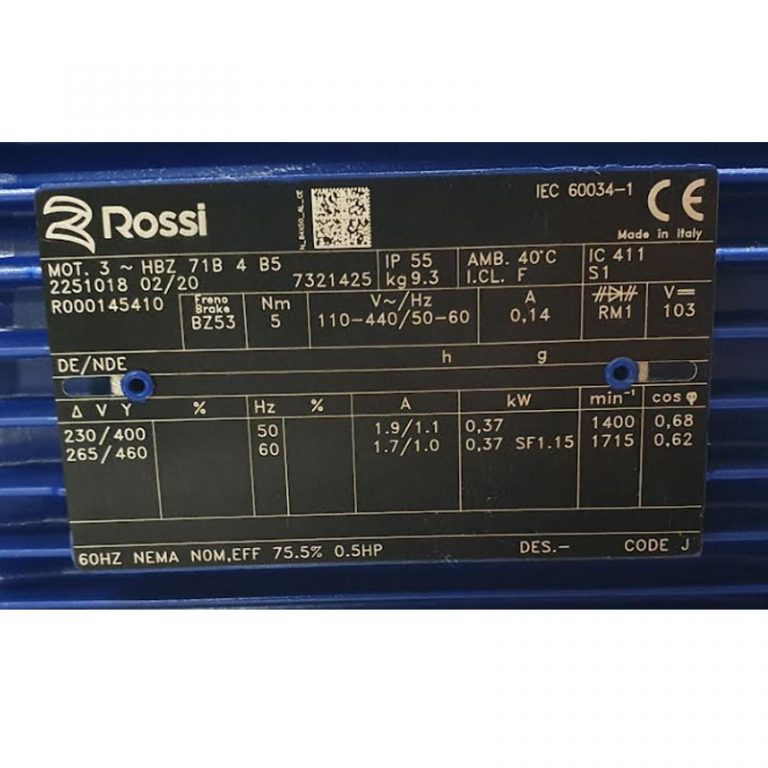 Rossi
IEC 60034-1 CE
Made in Italy
MOT. 3 ~ HBZ 71B 4 B5
IP 55
AMB. 40°C
IC 411
2251018 02/20 7321425
kg 9.3
I.CL. F
S1
R000145410
Freno
Brake
BZ53
Nm
5
V~/Hz
110-440/50-60
A
0,14
RM1
V
103
DE/NDE h g
Δ V Y % Hz % A kW min⁻¹ cos φ
230/400 50 1.9/1.1 0,37 1400 0,68
265/460 60 1.7/1.0 0,37 SF1.15 1715 0,62
60HZ NEMA NOM,EFF 75.5% 0.5HP DES.- CODE J